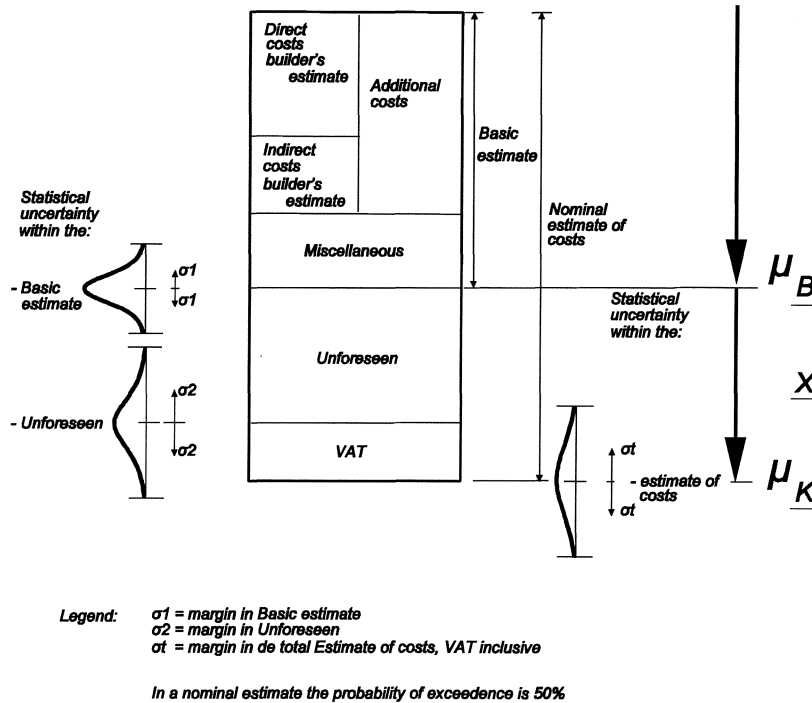 Direct
costs
builder's
estimate
Additional
costs
Indirect
costs
builder's
estimate
Basic
estimate
Nominal
estimate of
costs
Miscellaneous
Statistical
uncertainty
within the:
- Basic
estimate
σ1
σ1
μB
Statistical
uncertainty
within the:
Unforeseen
- Unforeseen
σ2
σ2
X
VAT
σt
- estimate of
costs
σt
μK
Legend:
σ1 = margin in Basic estimate
σ2 = margin in Unforeseen
σt = margin in de total Estimate of costs, VAT inclusive
In a nominal estimate the probability of exceedence is 50%